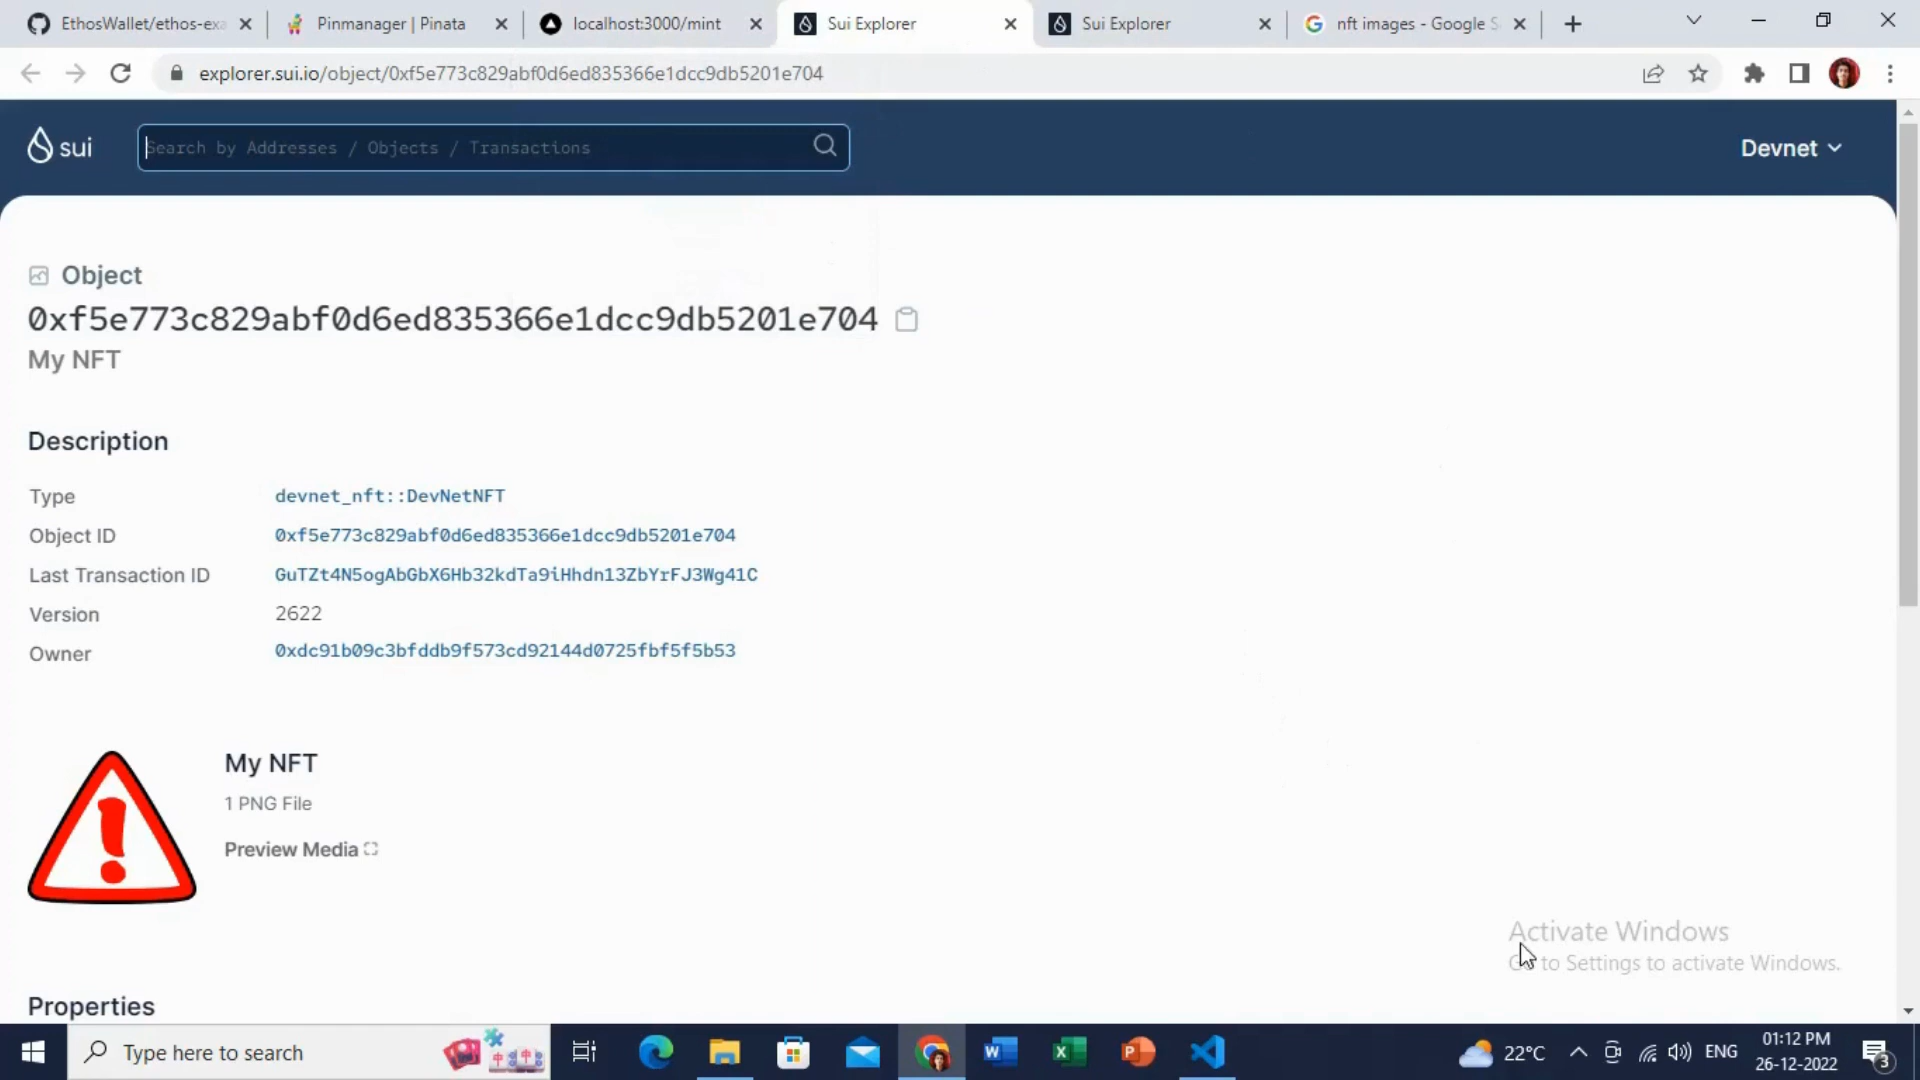 EthosWallet/ethos-exa
Pinmanager | Pinata
localhost:3000/mint
Sui Explorer
Sui Explorer
nft images - Google S
explorer.sui.io/object/0xf5e773c829abf0d6ed835366e1dcc9db5201e704
sui
Search by Addresses / Objects / Transactions
Devnet
Object
0xf5e773c829abf0d6ed835366e1dcc9db5201e704
My NFT
Description
Type devnet_nft::DevNetNFT
Object ID 0xf5e773c829abf0d6ed835366e1dcc9db5201e704
Last Transaction ID GuTZt4N5ogAbGbX6Hb32kdTa9iHhdn13ZbYrFJ3Wg41C
Version 2622
Owner 0xdc91b09c3bfddb9f573cd92144d0725fbf5f5b53
My NFT
1 PNG File
Preview Media
Activate Windows
Go to Settings to activate Windows.
Properties
Type here to search
22°C
ENG
01:12 PM
26-12-2022
3